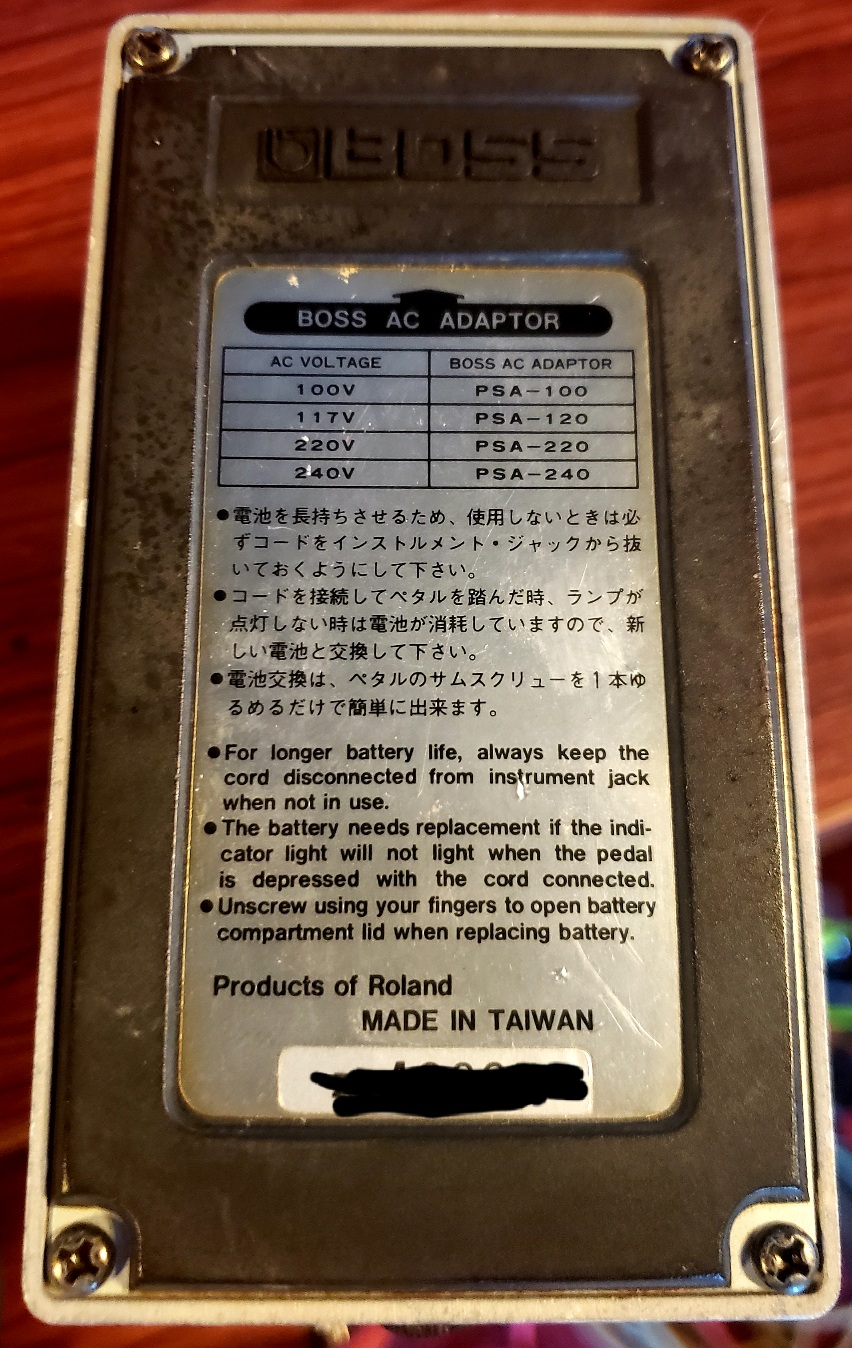 BOSS
BOSS AC ADAPTOR
AC VOLTAGE BOSS AC ADAPTOR
100V PSA-100
117V PSA-120
220V PSA-220
240V PSA-240
●電池を長持ちさせるため、使用しないときは必
ずコードをインストルメント・ジャックから抜
いておくようにして下さい。
●コードを接続してペタルを踏んだ時、ランプが
点灯しない時は電池が消耗していますので、新
しい電池と交換して下さい。
●電池交換は、ペタルのサムスクリューを1本ゆ
るめるだけで簡単に出来ます。
●For longer battery life, always keep the
cord disconnected from instrument jack
when not in use.
●The battery needs replacement if the indi-
cator light will not light when the pedal
is depressed with the cord connected.
●Unscrew using your fingers to open battery
compartment lid when replacing battery.
Products of Roland
MADE IN TAIWAN